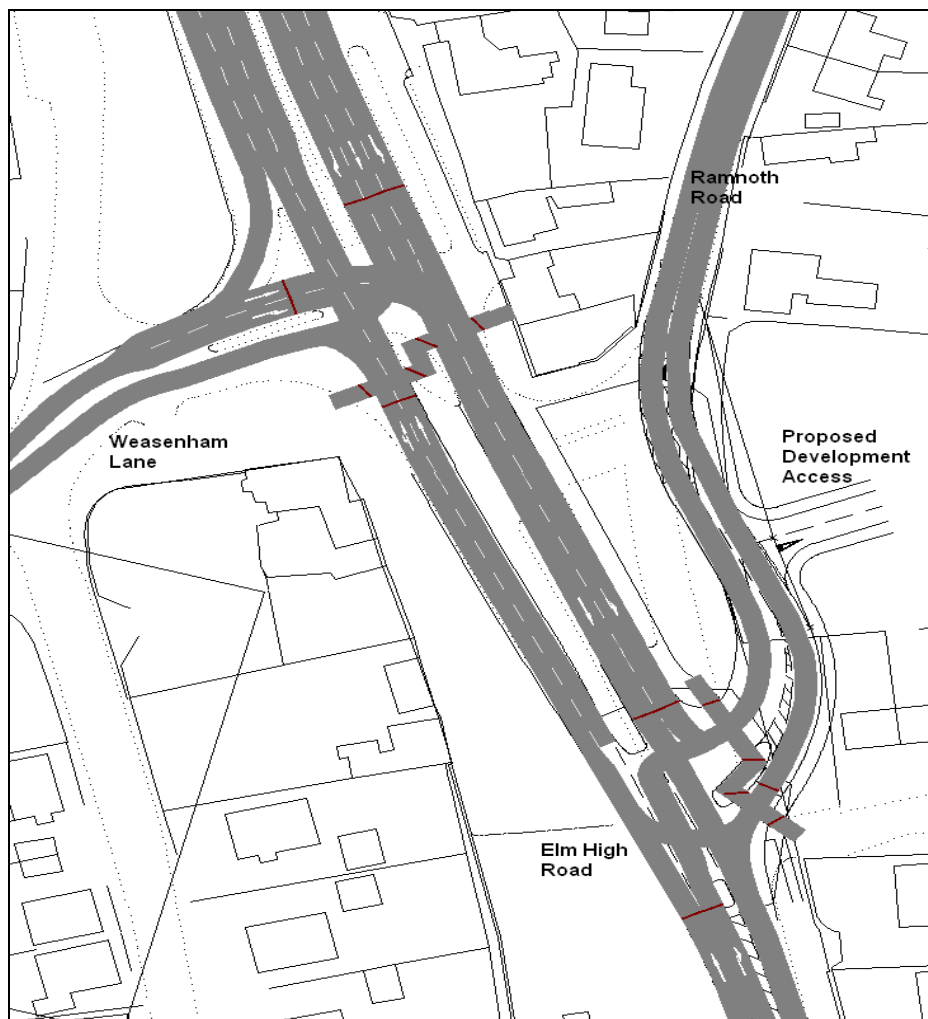 Ramnoth
Road
Weasenham
Lane
Proposed
Development
Access
Elm High
Road